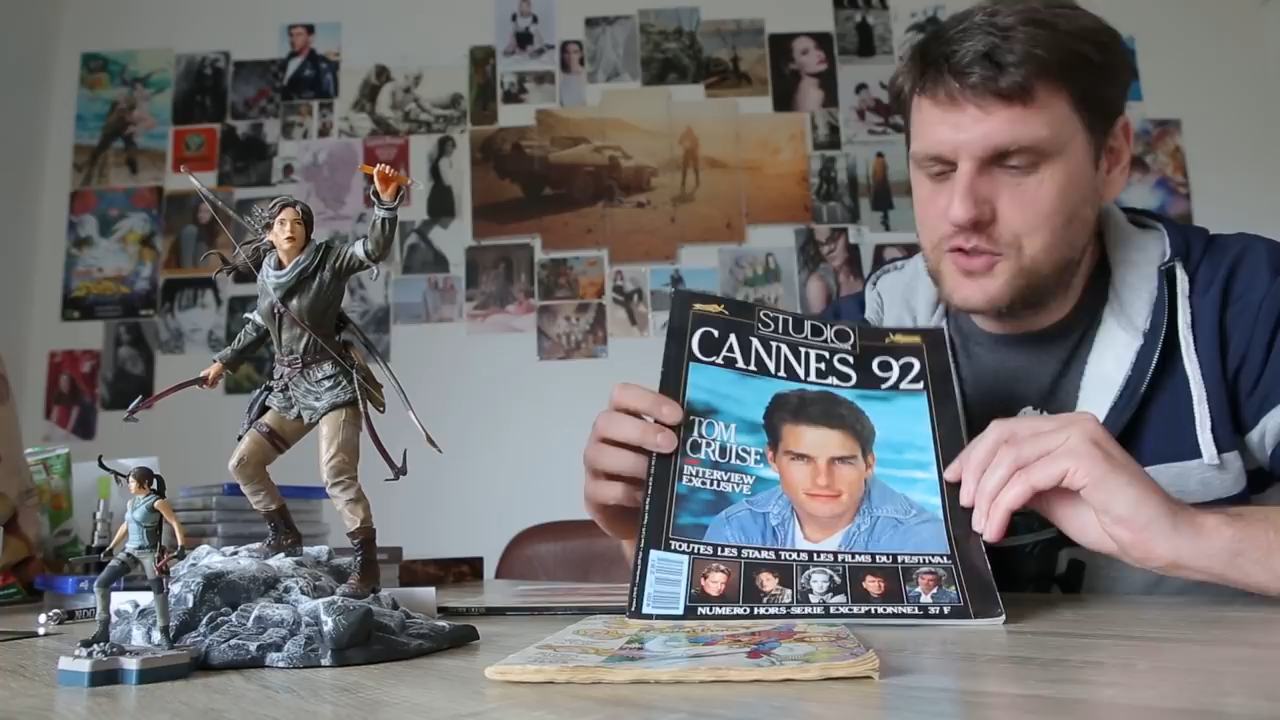 STUDIO
CANNES 92
TOM
CRUISE
INTERVIEW
EXCLUSIVE
TOUTES LES STARS, TOUS LES FILMS DU FESTIVAL
NUMERO HORS-SERIE EXCEPTIONNEL 37 F